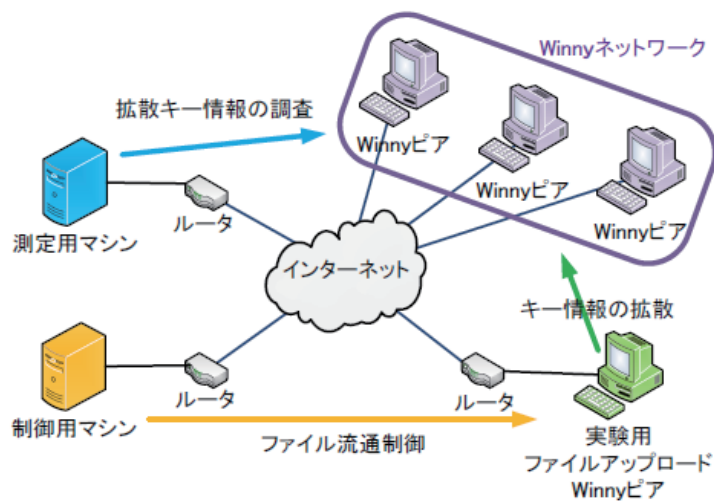 Winnyネットワーク
拡散キー情報の調査
Winnyピア
Winnyピア
Winnyピア
ルータ
測定用マシン
インターネット
キー情報の拡散
ルータ
ルータ
制御用マシン
ファイル流通制御
実験用
ファイルアップロード
Winnyピア